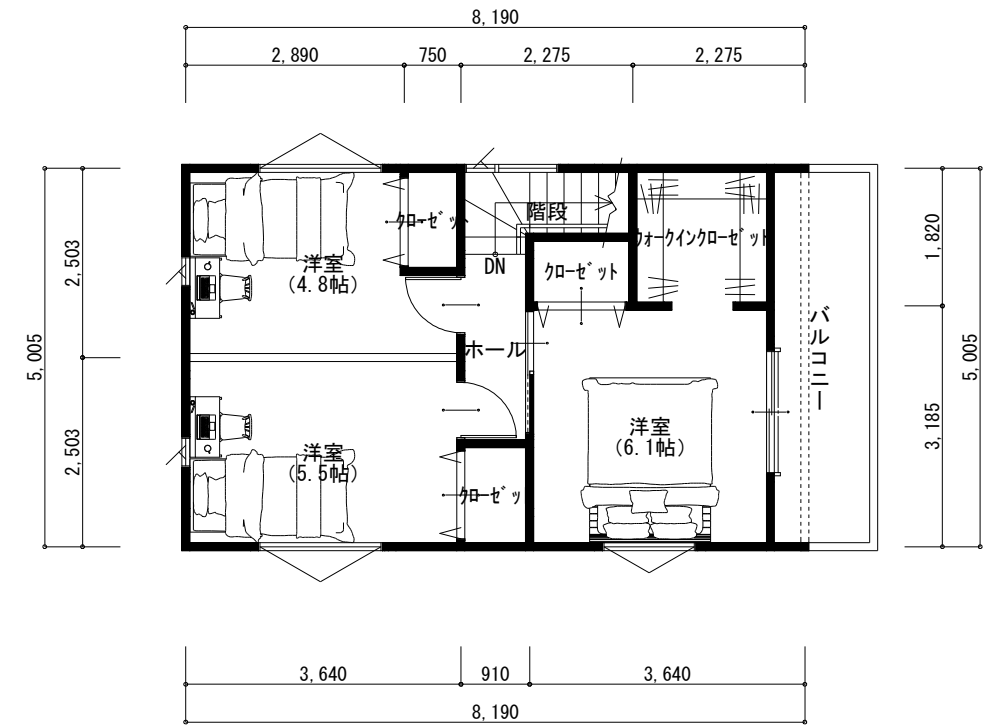 8,190
2,890
750
2,275
2,275
クローゼット
階段
ウォークインクローゼット
洋室
(4.8帖)
DN
クローゼット
2,503
1,820
5,005
ホール
バルコニー
5,005
洋室
(6.1帖)
3,185
洋室
(5.5帖)
2,503
クローゼッ
3,640
910
3,640
8,190